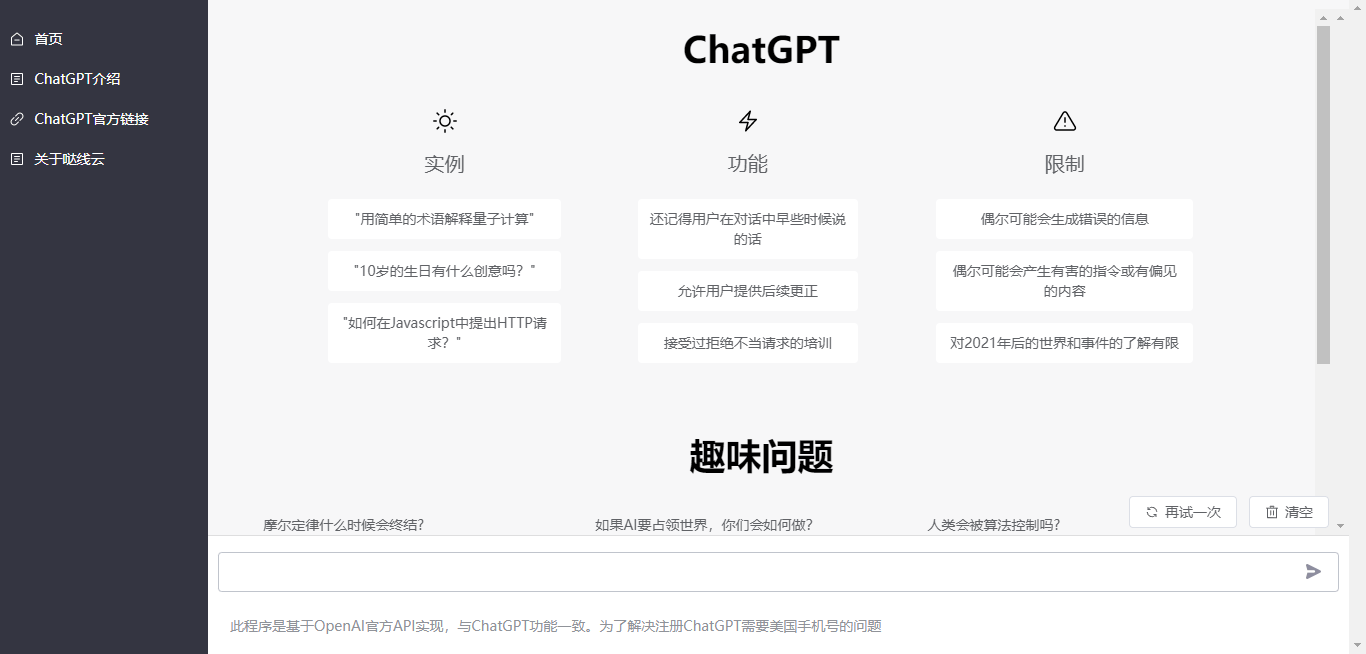 首页
ChatGPT介绍
ChatGPT官方链接
关于哒线云
ChatGPT
实例
"用简单的术语解释量子计算"
"10岁的生日有什么创意吗？"
"如何在Javascript中提出HTTP请
求？"
功能
还记得用户在对话中早些时候说
的话
允许用户提供后续更正
接受过拒绝不当请求的培训
限制
偶尔可能会生成错误的信息
偶尔可能会产生有害的指令或有偏见
的内容
对2021年后的世界和事件的了解有限
趣味问题
摩尔定律什么时候会终结？
如果AI要占领世界，你们会如何做？
人类会被算法控制吗？
再试一次
清空
此程序是基于OpenAI官方API实现，与ChatGPT功能一致。为了解决注册ChatGPT需要美国手机号的问题